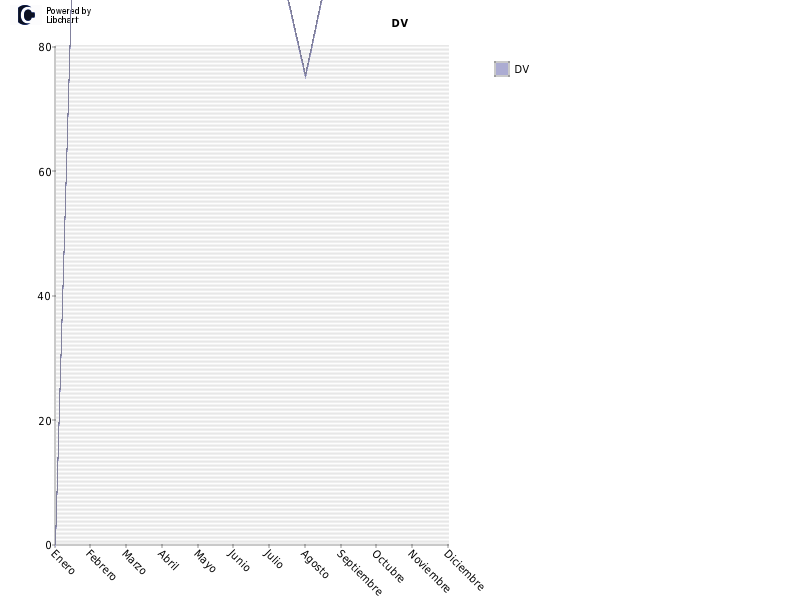 Powered by
Libchart
DV
DV
80
60
40
20
0
Enero
Febrero
Marzo
Abril
Mayo
Junio
Julio
Agosto
Septiembre
Octubre
Noviembre
Diciembre